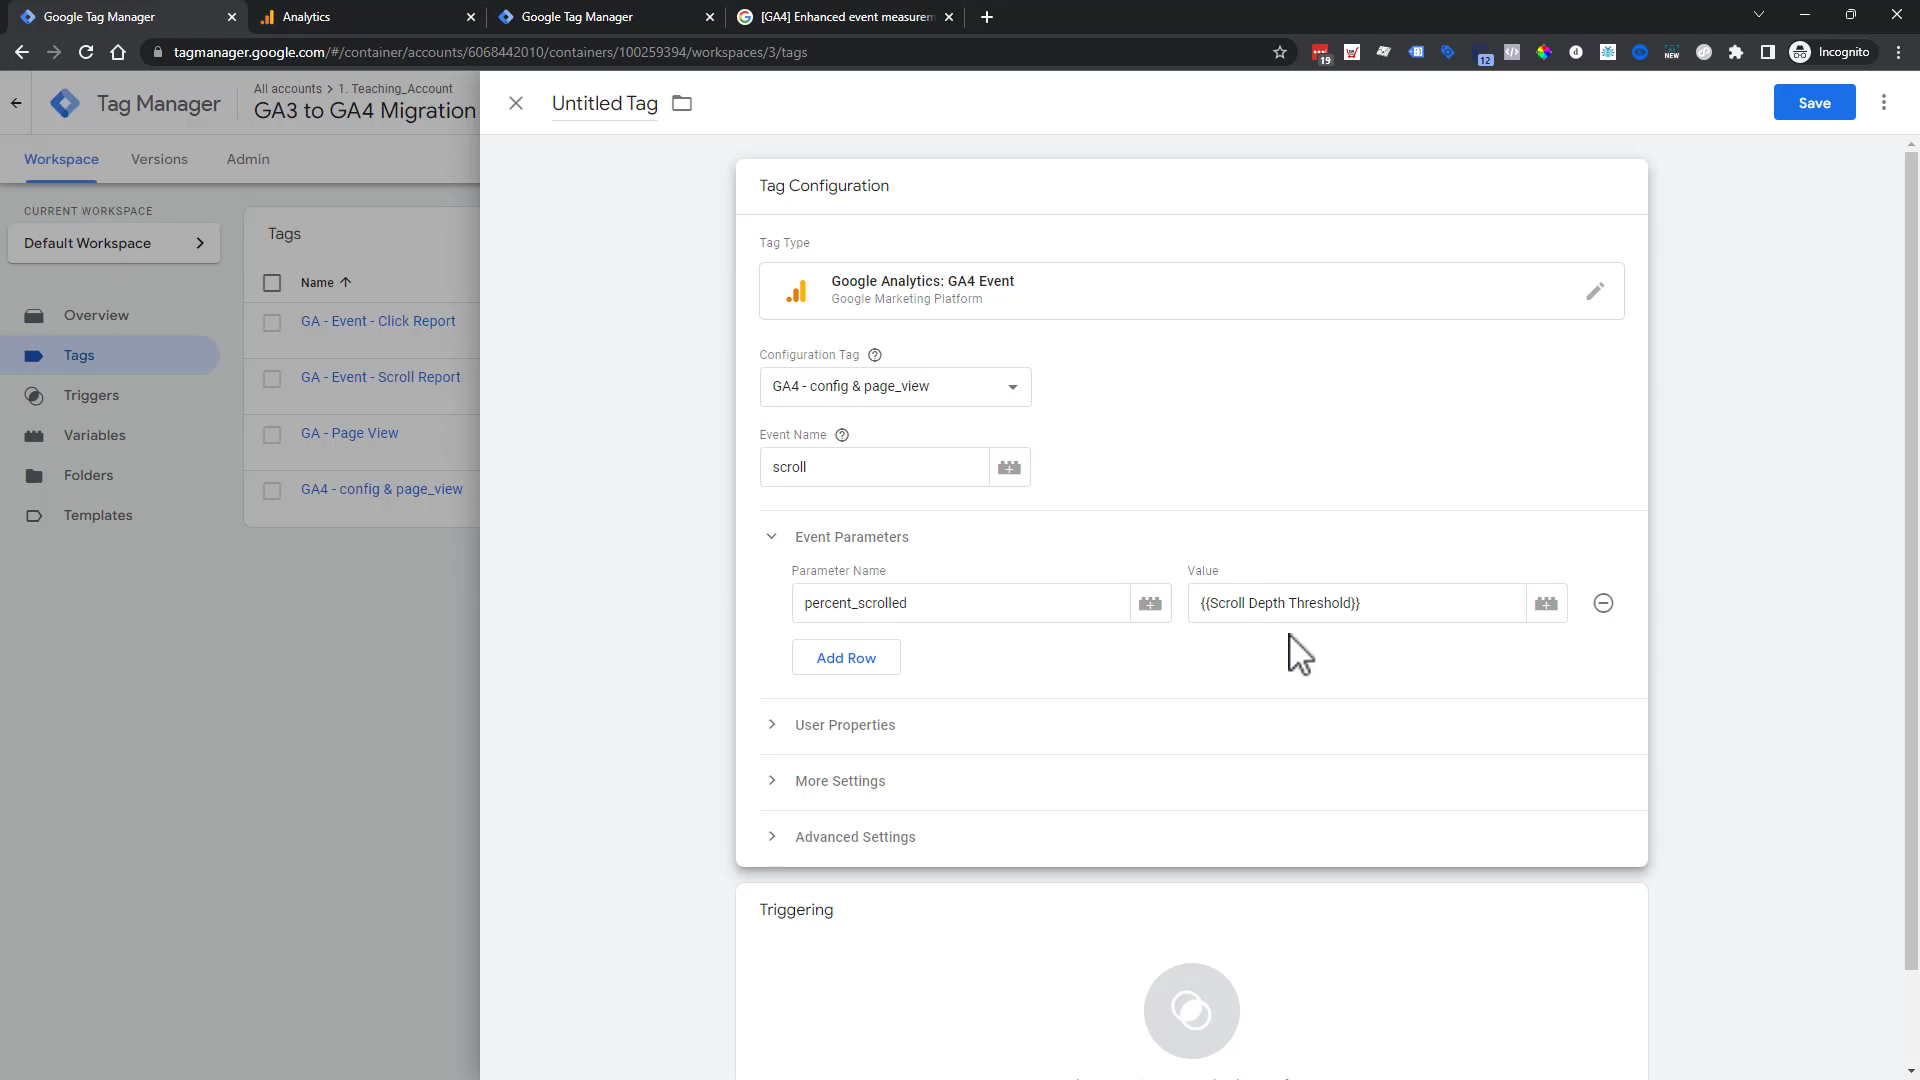 Google Tag Manager
Analytics
Google Tag Manager
[GA4] Enhanced event measurem
tagmanager.google.com/#/container/accounts/6068442010/containers/100259394/workspaces/3/tags
19
12
NEW
Incognito
Tag Manager
All accounts > 1. Teaching_Account
GA3 to GA4 Migration
Untitled Tag
Save
Workspace
Versions
Admin
CURRENT WORKSPACE
Default Workspace
Overview
Tags
Triggers
Variables
Folders
Templates
Tags
Name
GA - Event - Click Report
GA - Event - Scroll Report
GA - Page View
GA4 - config & page_view
Tag Configuration
Tag Type
Google Analytics: GA4 Event
Google Marketing Platform
Configuration Tag
GA4 - config & page_view
Event Name
scroll
Event Parameters
Parameter Name
Value
percent_scrolled
{{Scroll Depth Threshold}}
Add Row
User Properties
More Settings
Advanced Settings
Triggering